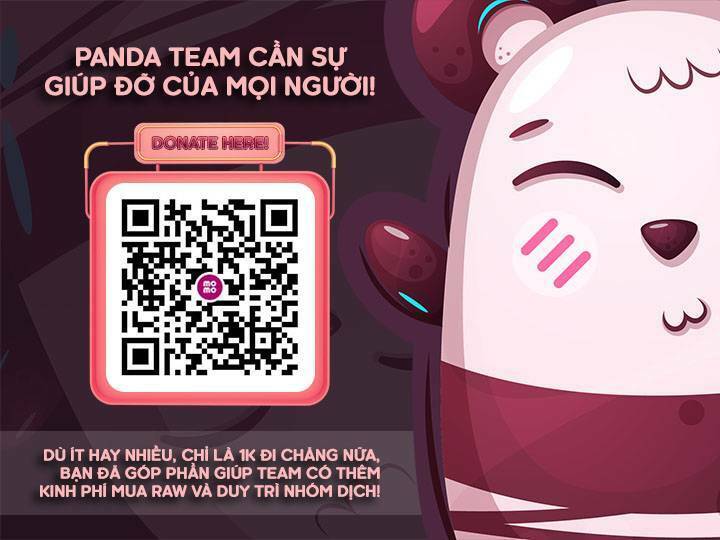 PANDA TEAM CẦN SỰ
GIÚP ĐỠ CỦA MỌI NGƯỜI!
DONATE HERE!
mo
mo
DÙ ÍT HAY NHIỀU, CHỈ LÀ 1K ĐI CHĂNG NỮA,
BẠN ĐÃ GÓP PHẦN GIÚP TEAM CÓ THÊM
KINH PHÍ MUA RAW VÀ DUY TRÌ NHÓM DỊCH!